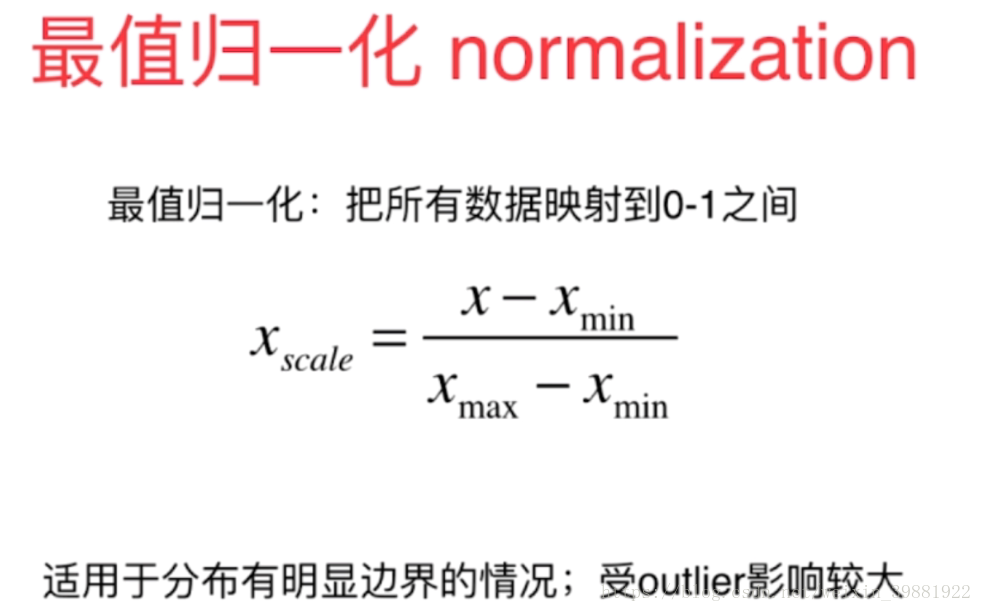 最值归一化 normalization
最值归一化：把所有数据映射到0-1之间
x_scale = (x − x_min) / (x_max − x_min)
适用于分布有明显边界的情况；受outlier影响较大